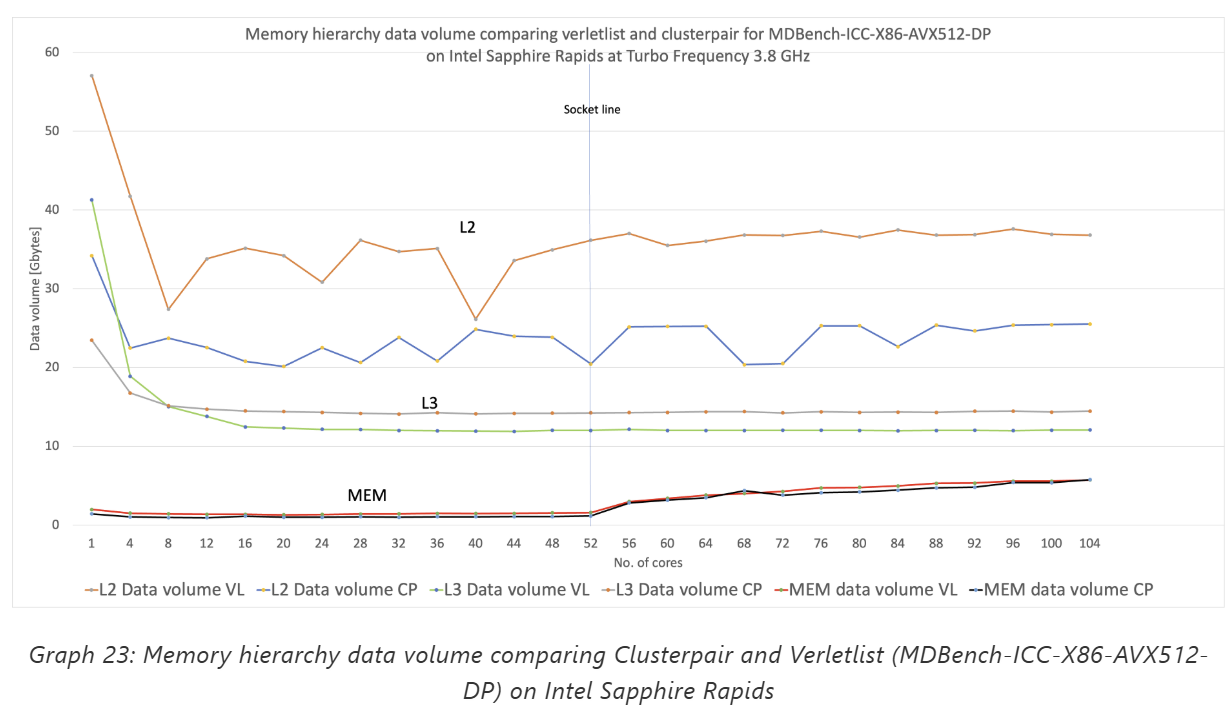 Memory hierarchy data volume comparing verletlist and clusterpair for MDBench-ICC-X86-AVX512-DP
on Intel Sapphire Rapids at Turbo Frequency 3.8 GHz
60
50
40
30
20
10
0
Data volume [Gbytes]
Socket line
L2
L3
MEM
1 4 8 12 16 20 24 28 32 36 40 44 48 52 56 60 64 68 72 76 80 84 88 92 96 100 104
No. of cores
L2 Data volume VL L2 Data volume CP L3 Data volume VL L3 Data volume CP MEM data volume VL MEM data volume CP
Graph 23: Memory hierarchy data volume comparing Clusterpair and Verletlist (MDBench-ICC-X86-AVX512-
DP) on Intel Sapphire Rapids